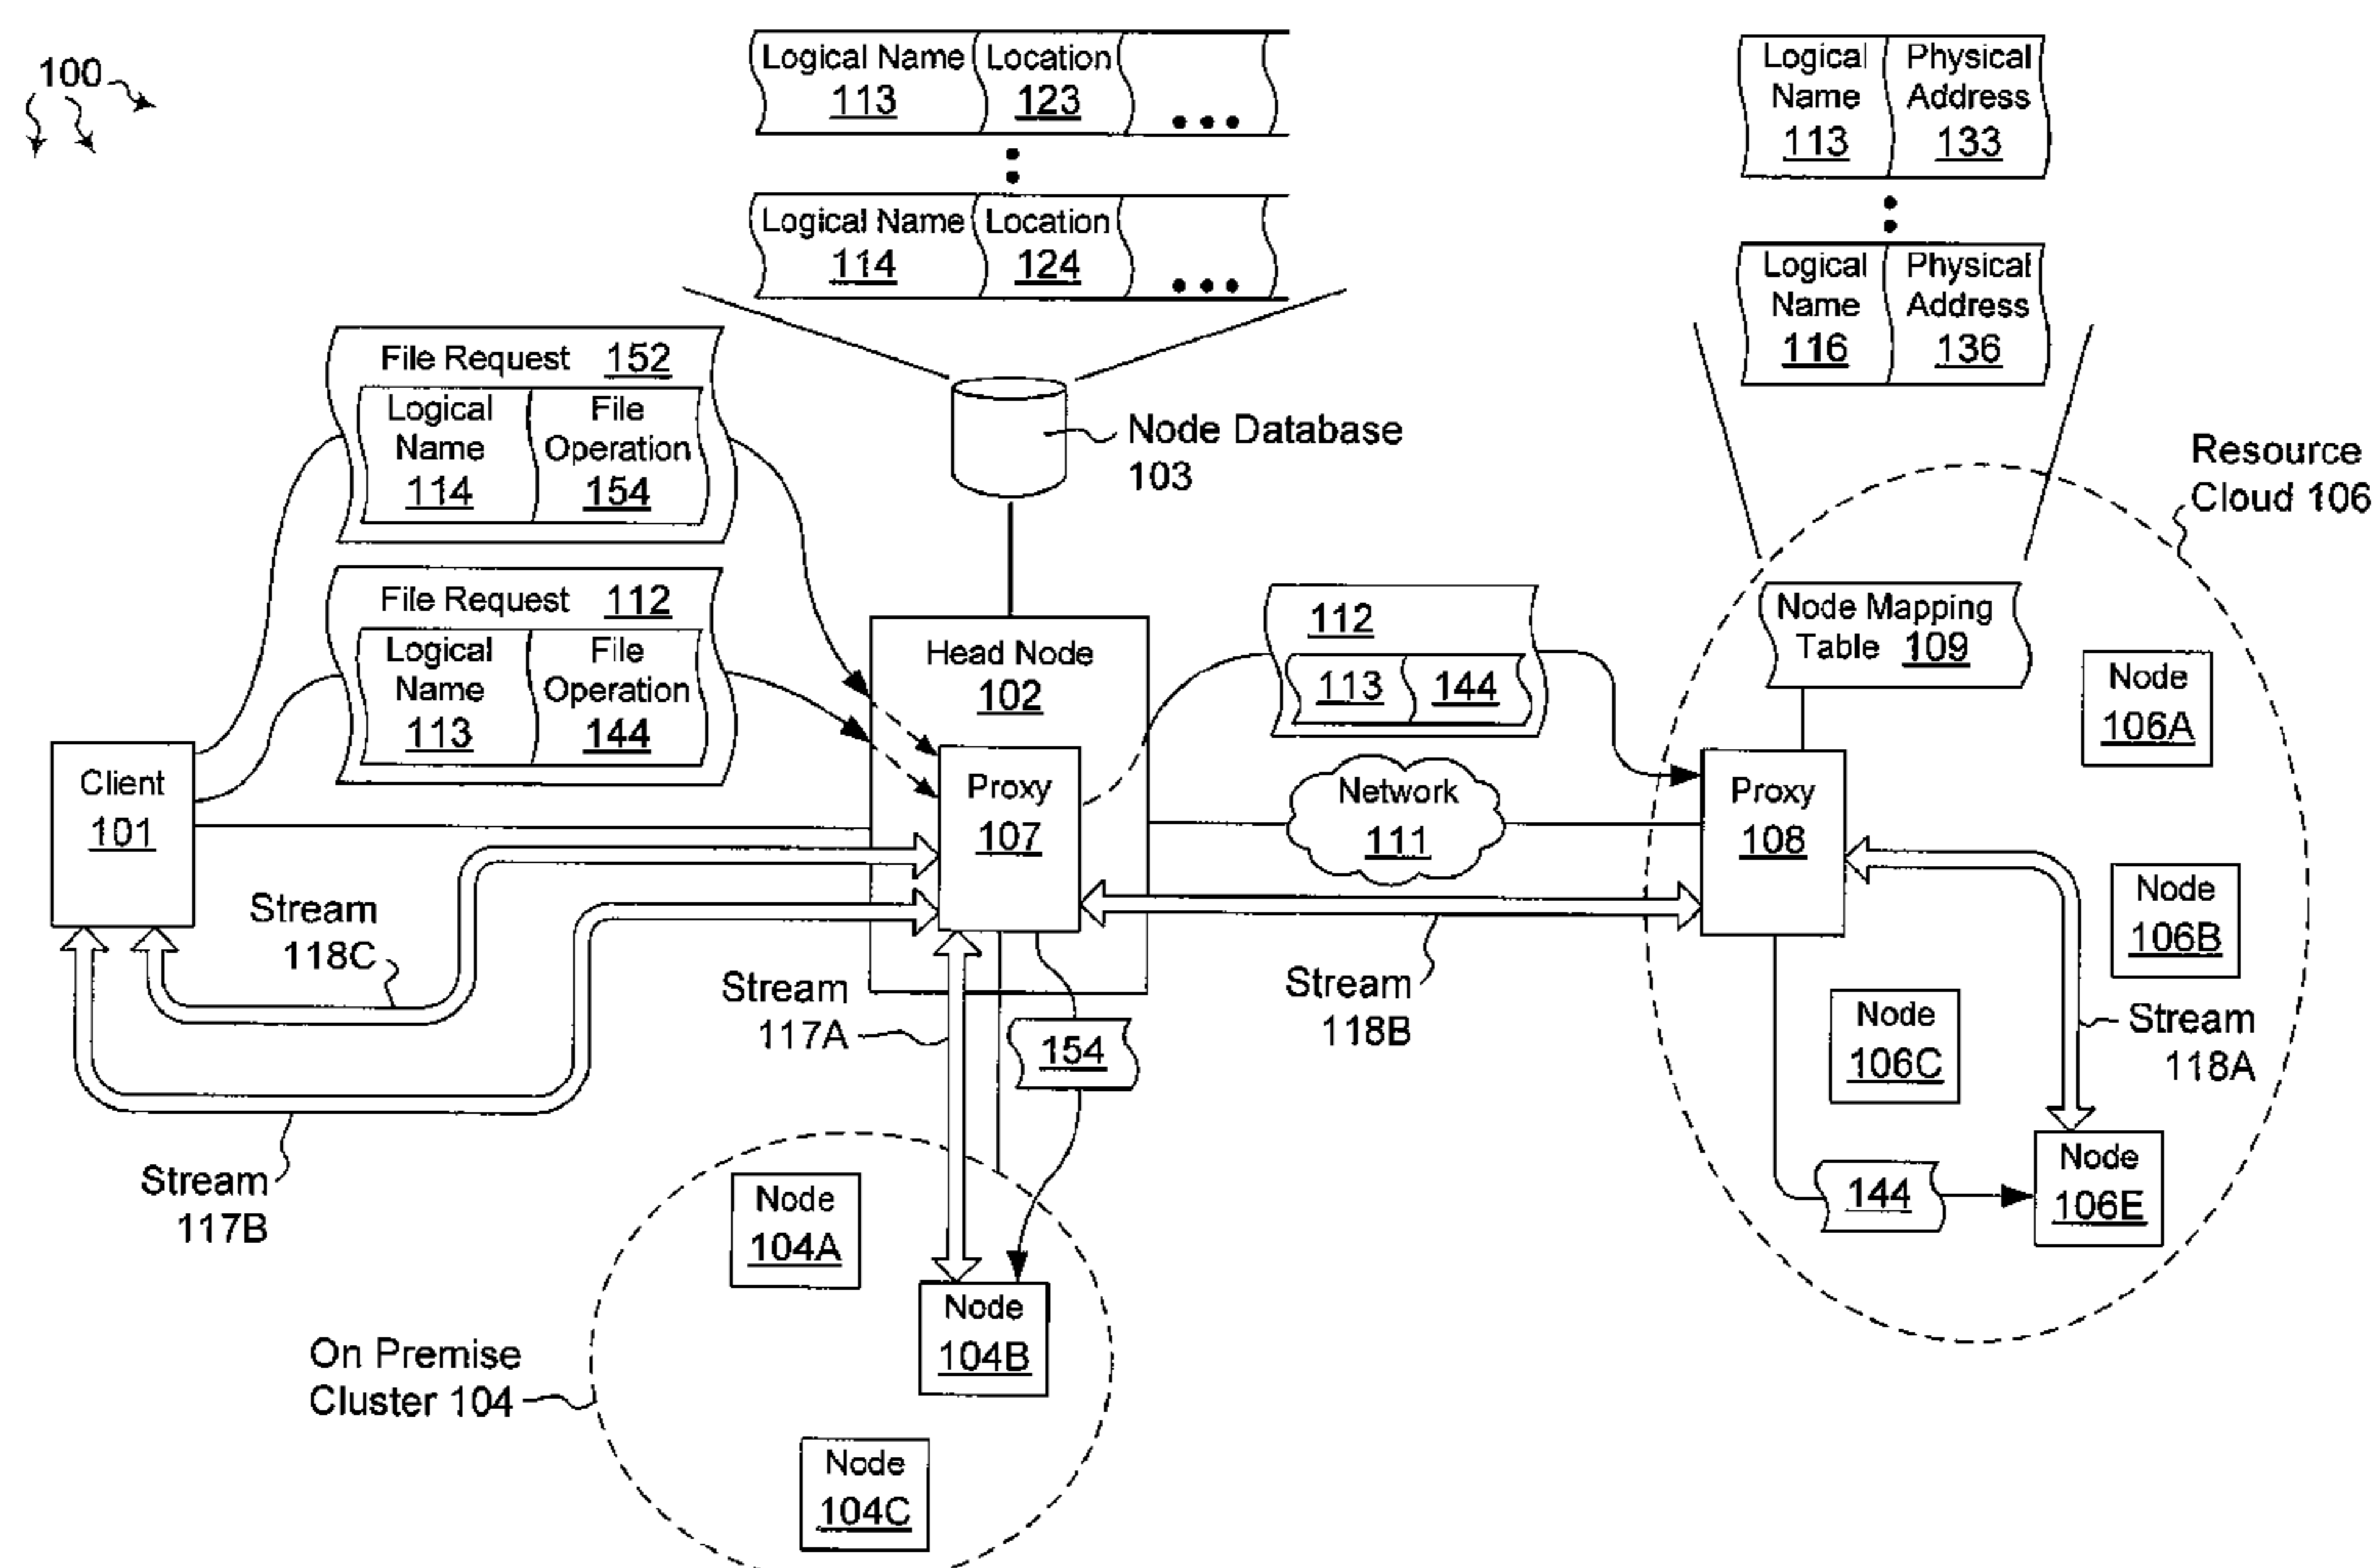 100
Logical Name
113
Location
123
Logical Name
114
Location
124
Logical
Name
113
Physical
Address
133
Logical
Name
116
Physical
Address
136
File Request 152
Logical
Name
114
File
Operation
154
Node Database
103
Resource
Cloud 106
File Request 112
Logical
Name
113
File
Operation
144
Head Node
102
112
113
144
Node Mapping
Table 109
Node
106A
Client
101
Proxy
107
Network
111
Proxy
108
Node
106B
Stream
118C
Stream
117A
Stream
118B
Node
106C
Stream
118A
154
Stream
117B
Node
104A
144
Node
106E
Node
104B
On Premise
Cluster 104
Node
104C